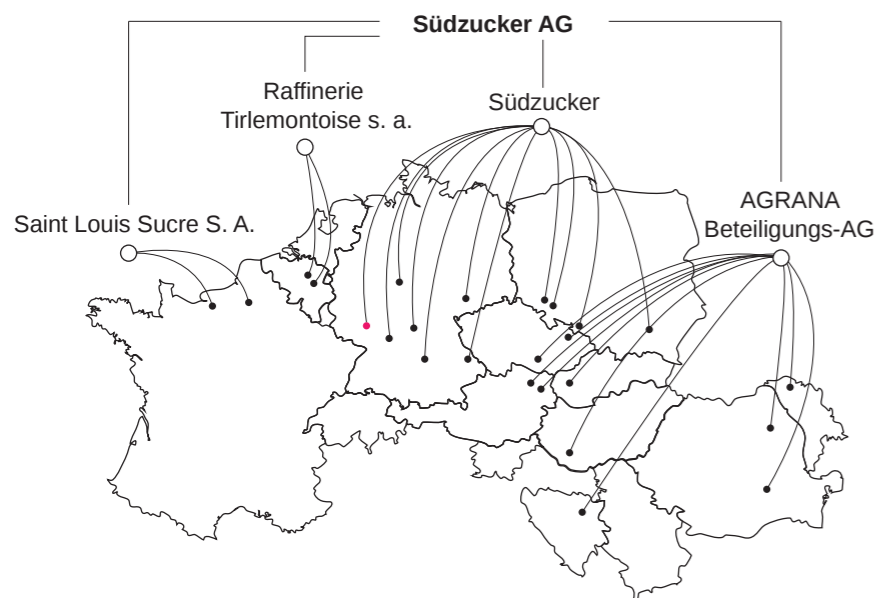 Südzucker AG
Raffinerie
Tirlemontoise s. a.
Südzucker
AGRANA
Beteiligungs-AG
Saint Louis Sucre S. A.